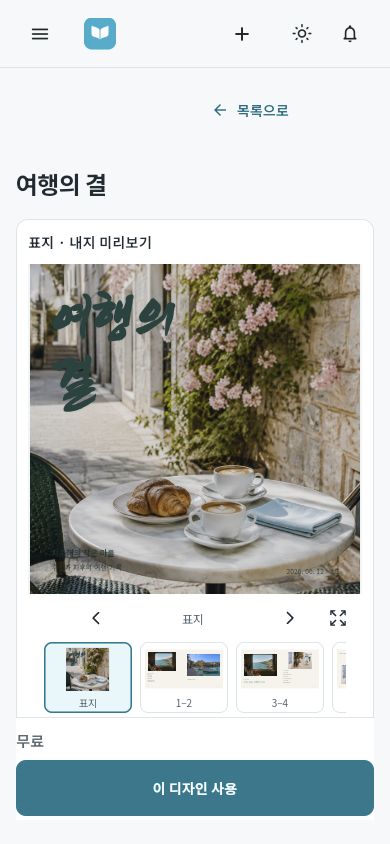 목록으로
여행의 결
표지 · 내지 미리보기
여행의
결
표지
표지
1–2
3–4
무료
이 디자인 사용